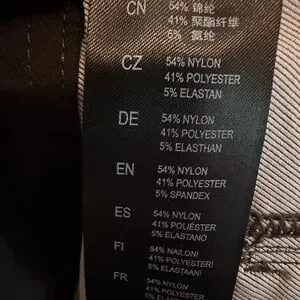 CN 54% 锦纶
41% 聚酯纤维
5% 氨纶
CZ 54% NYLON
41% POLYESTER
5% ELASTAN
DE 54% NYLON
41% POLYESTER
5% ELASTHAN
EN 54% NYLON
41% POLYESTER
5% SPANDEX
ES 54% NYLON
41% POLIÉSTER
5% ELASTANO
FI 54% NAILONI
41% POLYESTERI
5% ELASTAANI
FR 54% NYLON
41% POLYESTER